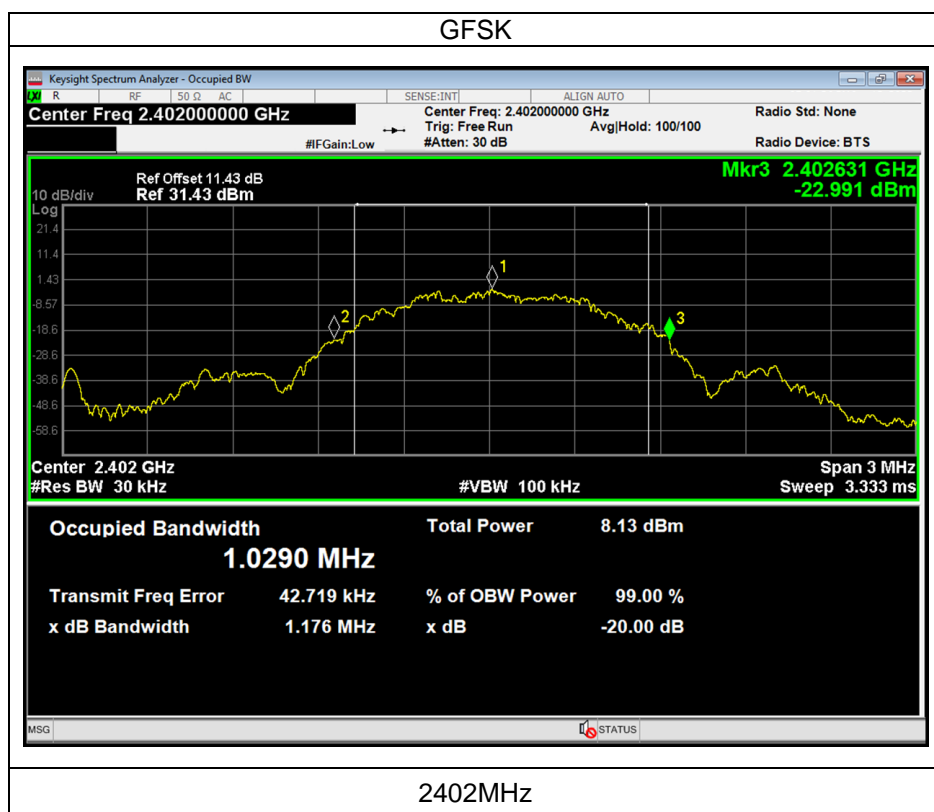 GFSK
Keysight Spectrum Analyzer - Occupied BW
LXI R RF 50 Ω AC SENSE:INT ALIGN AUTO
Center Freq 2.402000000 GHz
Center Freq: 2.402000000 GHz
Radio Std: None
Trig: Free Run Avg|Hold: 100/100
#IFGain:Low #Atten: 30 dB
Radio Device: BTS
Ref Offset 11.43 dB
10 dB/div Ref 31.43 dBm
Mkr3 2.402631 GHz
-22.991 dBm
Log
21.4
11.4
1.43
-8.57
-18.6
-28.6
-38.6
-48.6
-58.6
1
2
3
Center 2.402 GHz Span 3 MHz
#Res BW 30 kHz #VBW 100 kHz Sweep 3.333 ms
Occupied Bandwidth Total Power 8.13 dBm
1.0290 MHz
Transmit Freq Error 42.719 kHz % of OBW Power 99.00 %
x dB Bandwidth 1.176 MHz x dB -20.00 dB
MSG STATUS
2402MHz